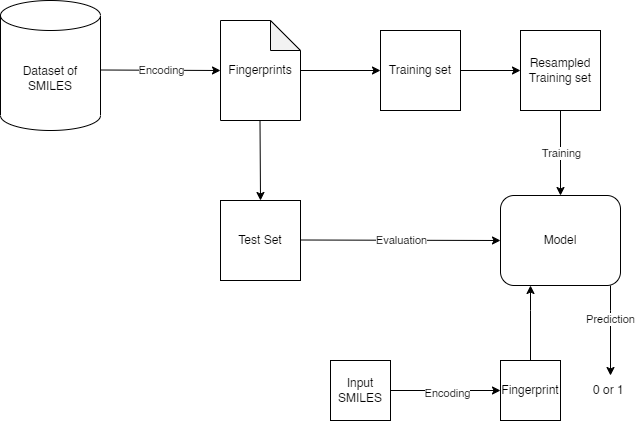 Dataset of
SMILES
Encoding
Fingerprints
Training set
Resampled
Training set
Training
Test Set
Evaluation
Model
Prediction
Input
SMILES
Encoding
Fingerprint
0 or 1